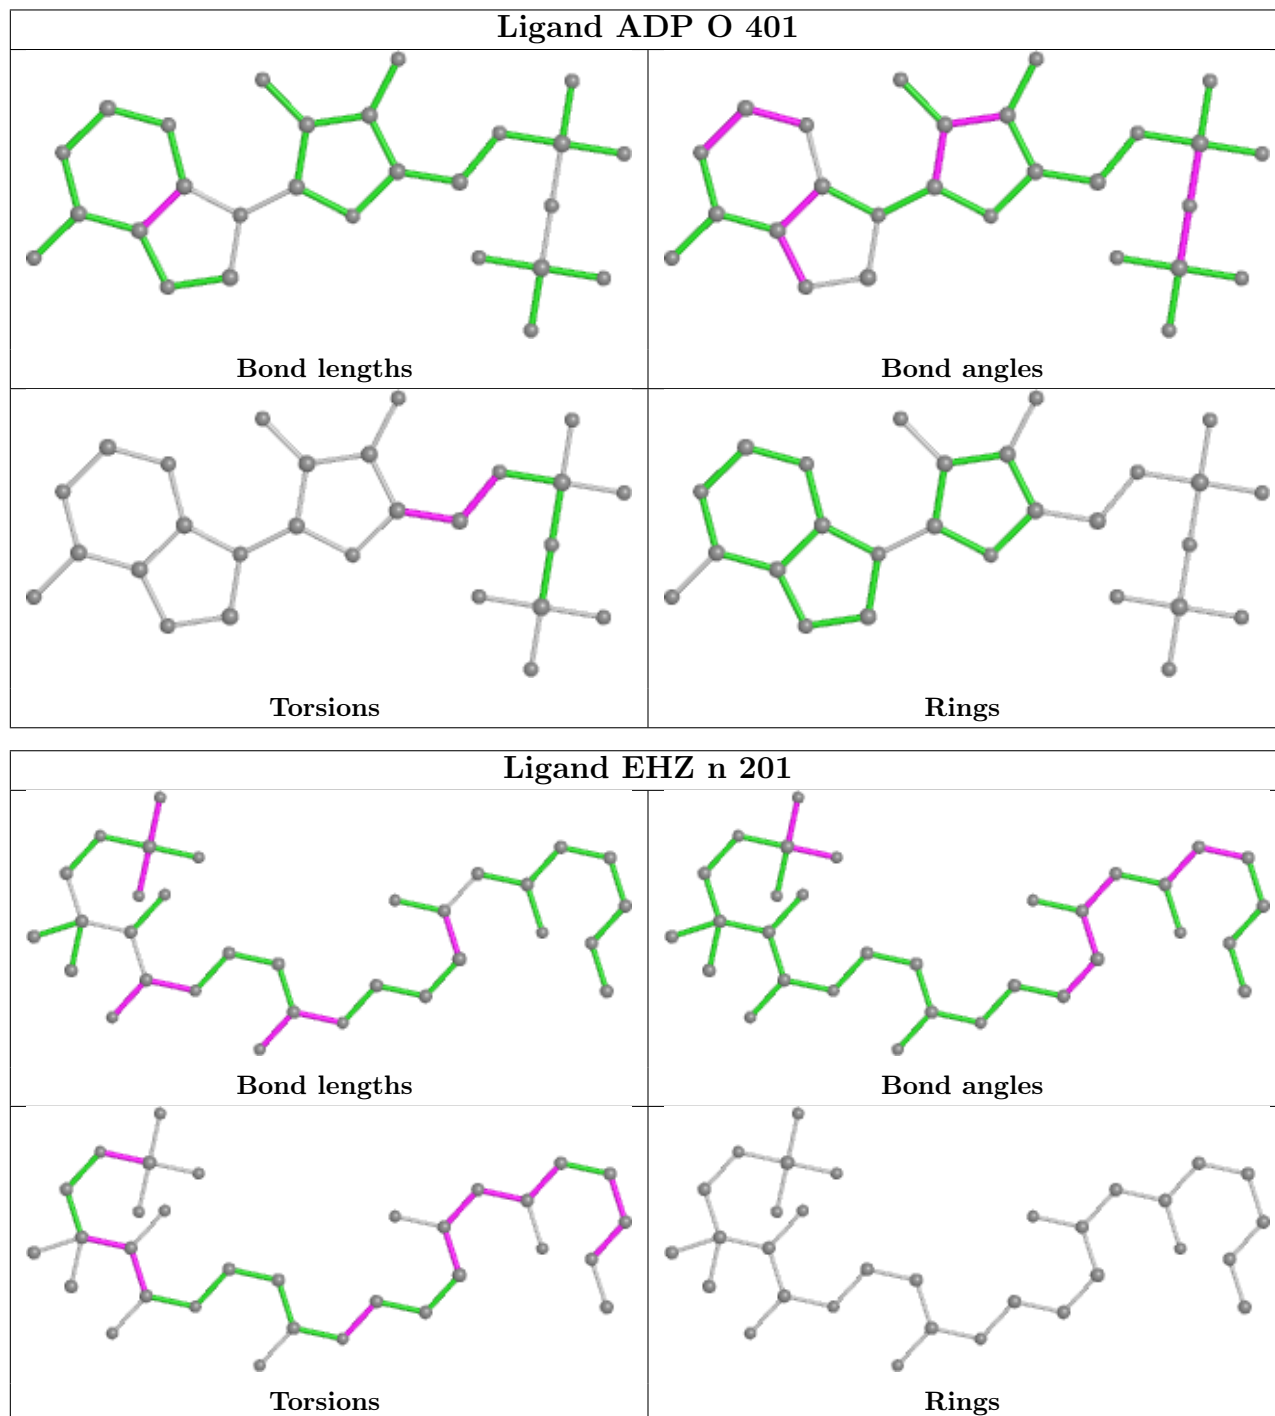 Ligand ADP O 401
Bond lengths
Bond angles
Torsions
Rings
Ligand EHZ n 201
Bond lengths
Bond angles
Torsions
Rings